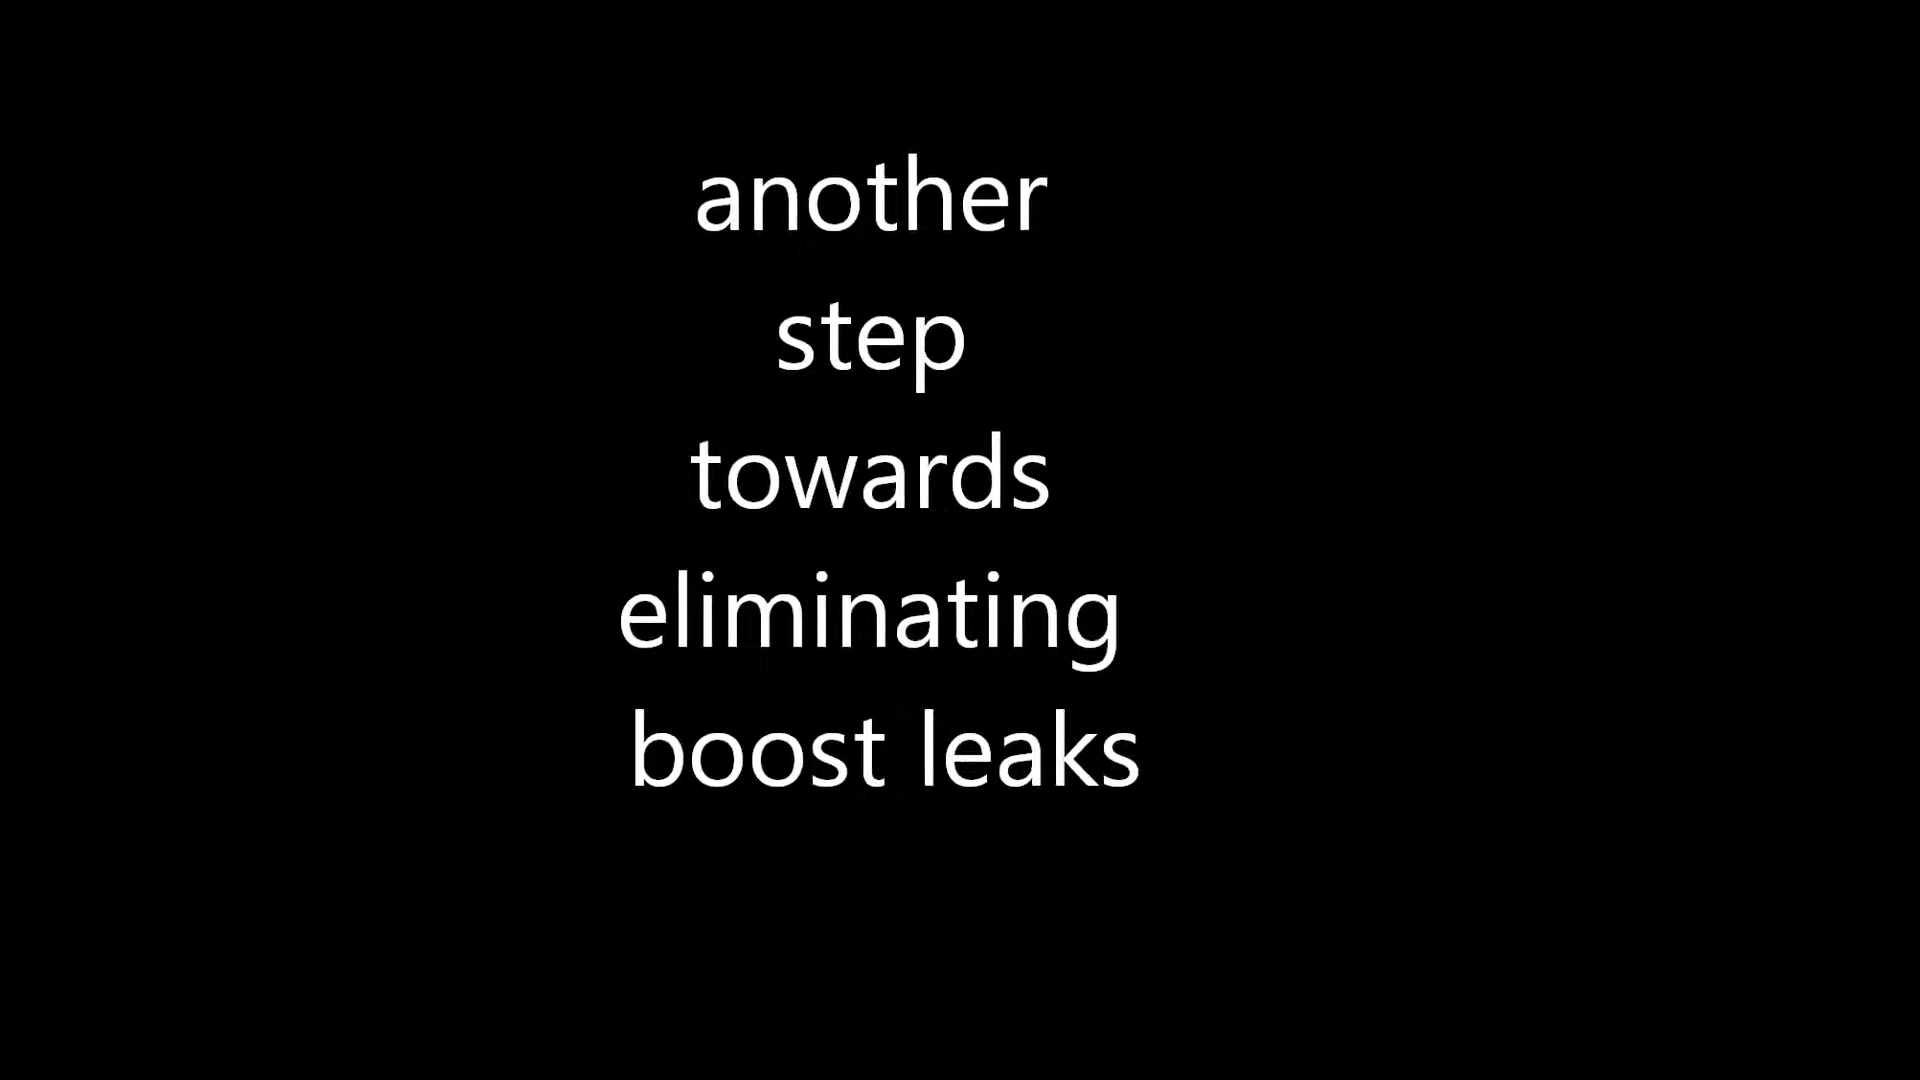 another
step
towards
eliminating
boost leaks